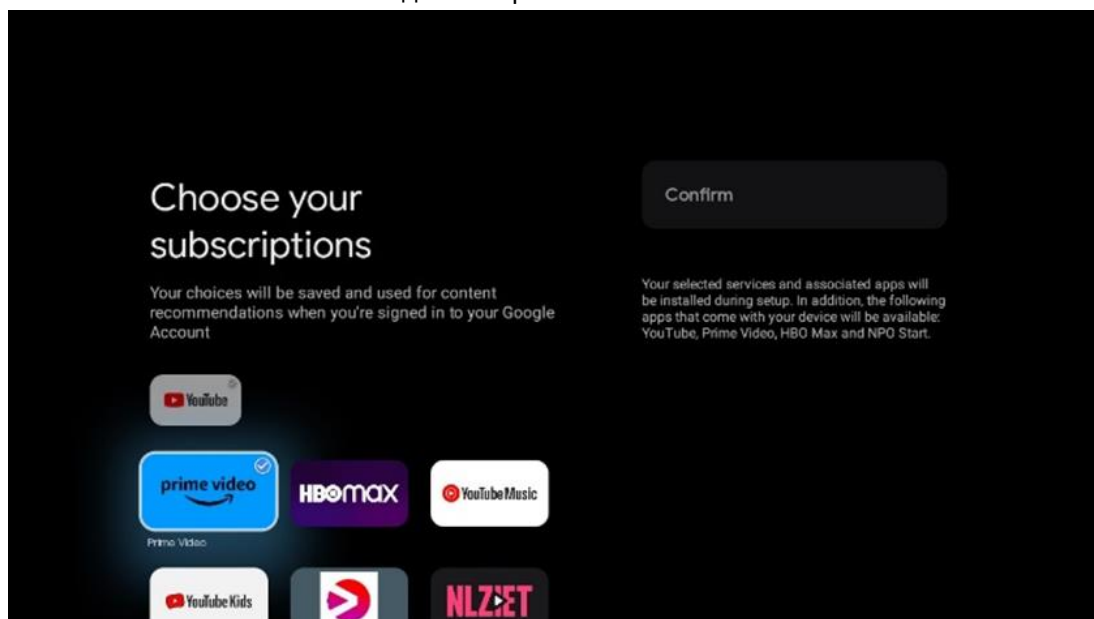 Choose your
subscriptions
Your choices will be saved and used for content
recommendations when you're signed in to your Google
Account
YouTube
prime video
HBOmax
YouTube Music
Prime Video
YouTube Kids
NLZIET
Confirm
Your selected services and associated apps will
be installed during setup. In addition, the following
apps that come with your device will be available:
YouTube, Prime Video, HBO Max and NPO Start.